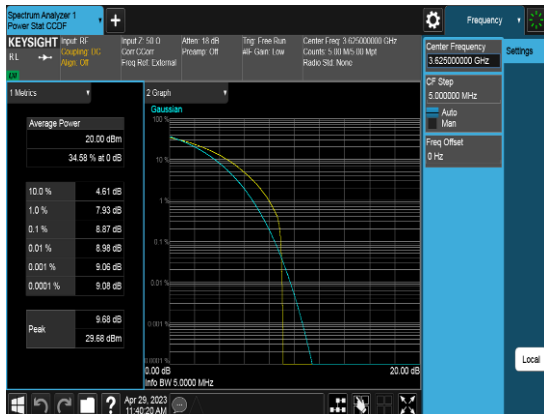 Spectrum Analyzer 1
Power Stat CCDF
Frequency
KEYSIGHT
RL
Input: RF
Coupling: DC
Align: Off
Input Z: 50 Ω
Corr CCorr
Freq Ref: External
Atten: 18 dB
Preamp: Off
Trig: Free Run
#IF Gain: Low
Center Freq: 3.625000000 GHz
Counts: 5.00 M/5.00 Mpt
Radio Std: None
Center Frequency
3.625000000 GHz
Settings
CF Step
5.000000 MHz
Auto
Man
Freq Offset
0 Hz
Local
1 Metrics
Average Power
20.00 dBm
34.58 % at 0 dB
10.0 % 4.61 dB
1.0 % 7.93 dB
0.1 % 8.87 dB
0.01 % 8.98 dB
0.001 % 9.06 dB
0.0001 % 9.08 dB
Peak
9.68 dB
29.68 dBm
2 Graph
Gaussian
100 %
10 %
1 %
0.1 %
0.001 %
0.0001 %
0.00 dB
20.00 dB
Info BW 5.0000 MHz
?
Apr 29, 2023
11:40:20 AM